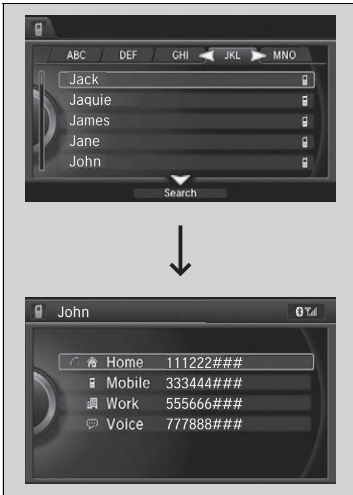 ABC DEF GHI JKL MNO
Jack
Jaquie
James
Jane
John
Search
John
Home 111222###
Mobile 333444###
Work 555666###
Voice 777888###